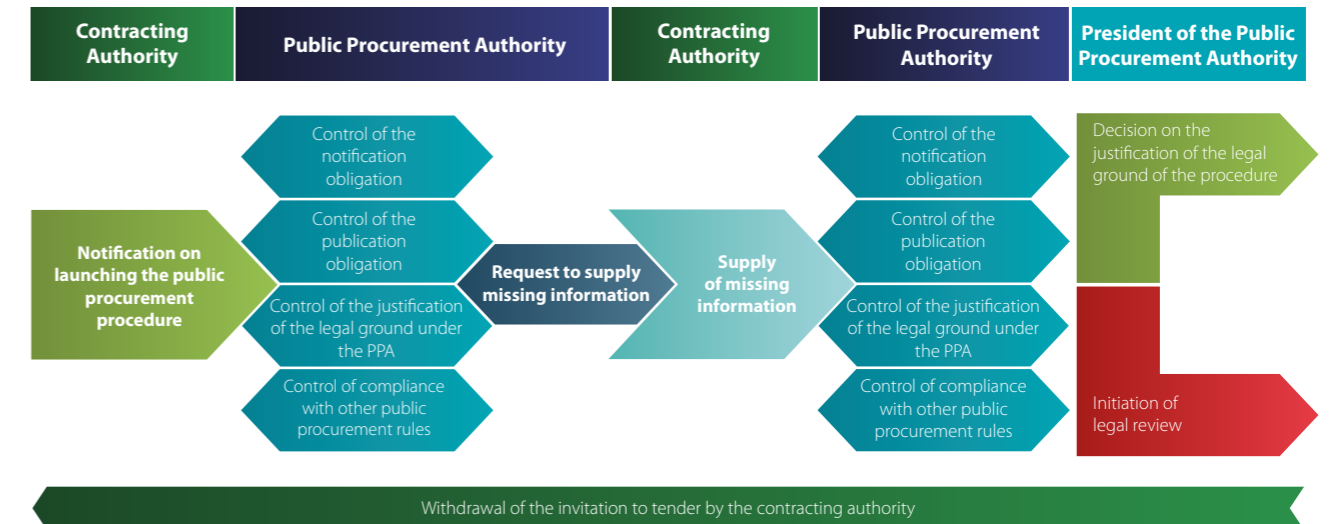 Contracting
Authority
Public Procurement Authority
Contracting
Authority
Public Procurement
Authority
President of the Public
Procurement Authority
Notification on
launching the public
procurement
procedure
Control of the
notification
obligation
Control of the
publication
obligation
Control of the justification
of the legal ground under
the PPA
Control of compliance
with other public
procurement rules
Request to supply
missing information
Supply
of missing
information
Control of the
notification
obligation
Control of the
publication
obligation
Control of the justification
of the legal ground under
the PPA
Control of compliance
with other public
procurement rules
Decision on the
justification of the legal
ground of the procedure
Initiation of
legal review
Withdrawal of the invitation to tender by the contracting authority